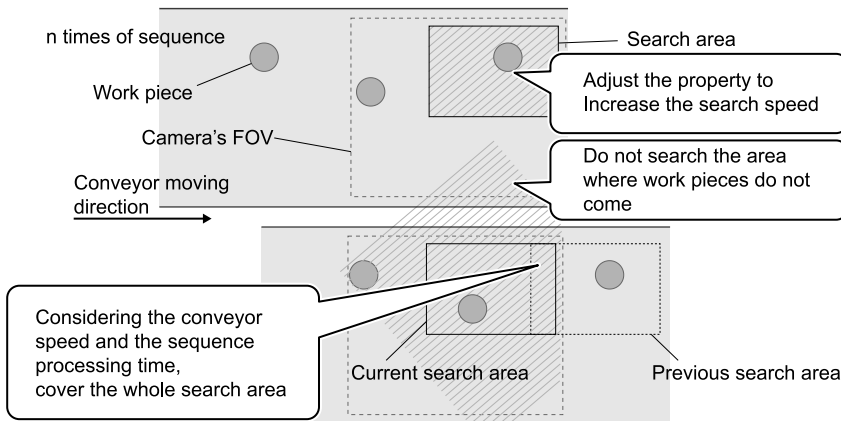 n times of sequence
Search area
Work piece
Adjust the property to
Increase the search speed
Camera's FOV
Do not search the area
where work pieces do not
come
Conveyor moving
direction
Considering the conveyor
speed and the sequence
processing time,
cover the whole search area
Current search area
Previous search area